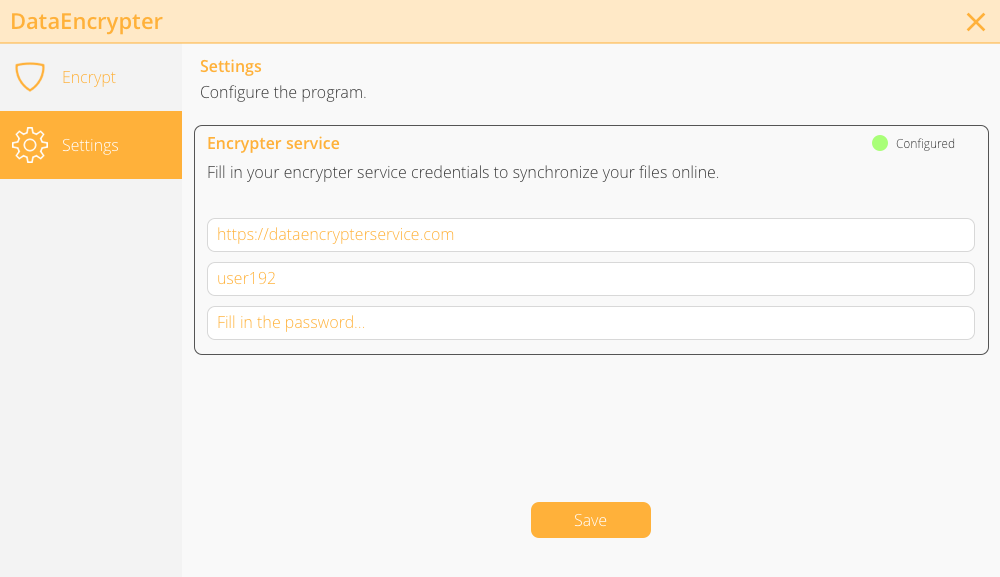 DataEncrypter
Encrypt
Settings
Settings
Configure the program.
Encrypter service
Configured
Fill in your encrypter service credentials to synchronize your files online.
https://dataencrypterservice.com
user192
Fill in the password...
Save